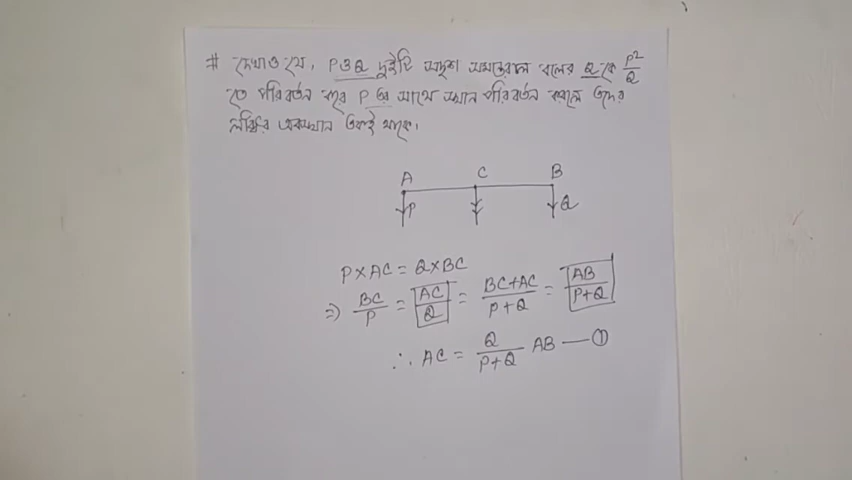 # দেখাও যে, P ও Q দুইটি সদৃশ সমান্তরাল বলের Q কে P²/Q
তে পরিবর্তন করে P এর সাথে স্থান পরিবর্তন করলে তদের
লব্ধির অবস্থান একই থাকে।
A C B
P Q
P×AC = Q×BC
⇒ BC/P = AC/Q = BC+AC/P+Q = AB/P+Q
∴ AC = Q/P+Q AB — ①